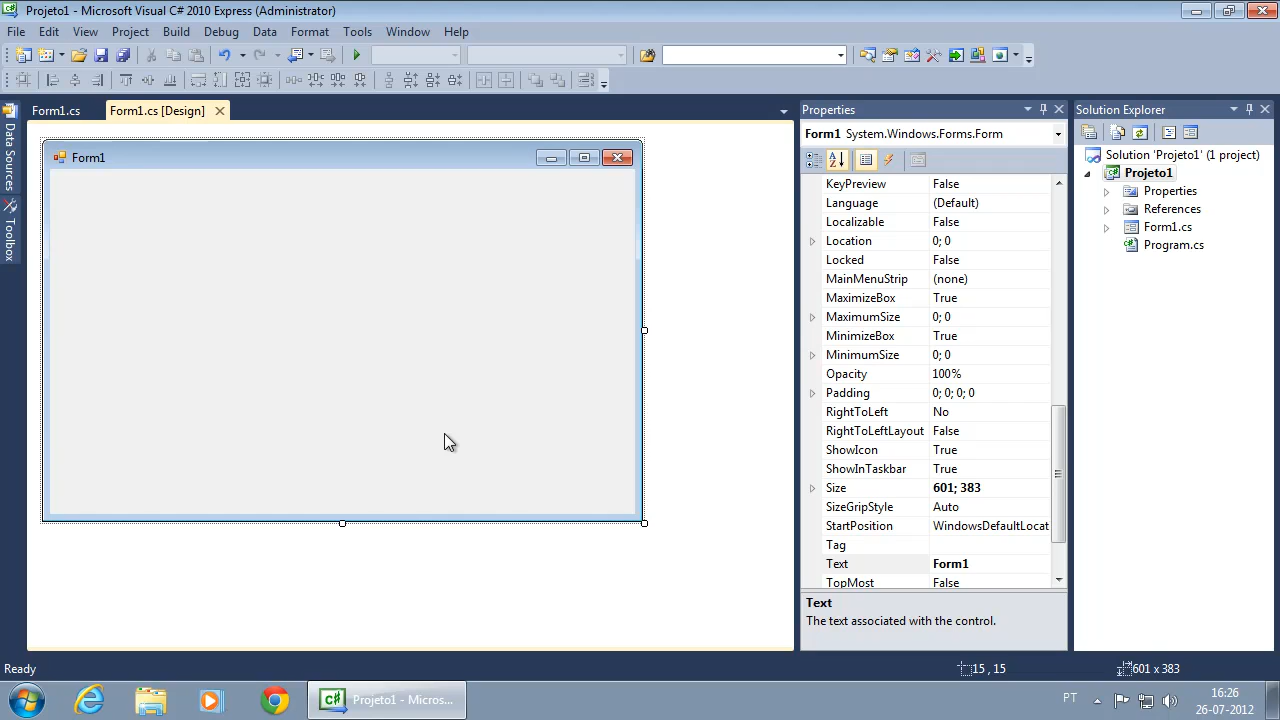 Projeto1 - Microsoft Visual C# 2010 Express (Administrator)
File Edit View Project Build Debug Data Format Tools Window Help
Data Sources
Toolbox
Form1.cs
Form1.cs [Design]
Form1
Properties
Form1 System.Windows.Forms.Form
KeyPreview False
Language (Default)
Localizable False
Location 0; 0
Locked False
MainMenuStrip (none)
MaximizeBox True
MaximumSize 0; 0
MinimizeBox True
MinimumSize 0; 0
Opacity 100%
Padding 0; 0; 0; 0
RightToLeft No
RightToLeftLayout False
ShowIcon True
ShowInTaskbar True
Size 601; 383
SizeGripStyle Auto
StartPosition WindowsDefaultLocat
Tag
Text Form1
TopMost False
Text
The text associated with the control.
Solution Explorer
Solution 'Projeto1' (1 project)
Projeto1
Properties
References
Form1.cs
Program.cs
Ready
15 , 15
601 x 383
C#
Projeto1 - Micros...
PT
16:26
26-07-2012